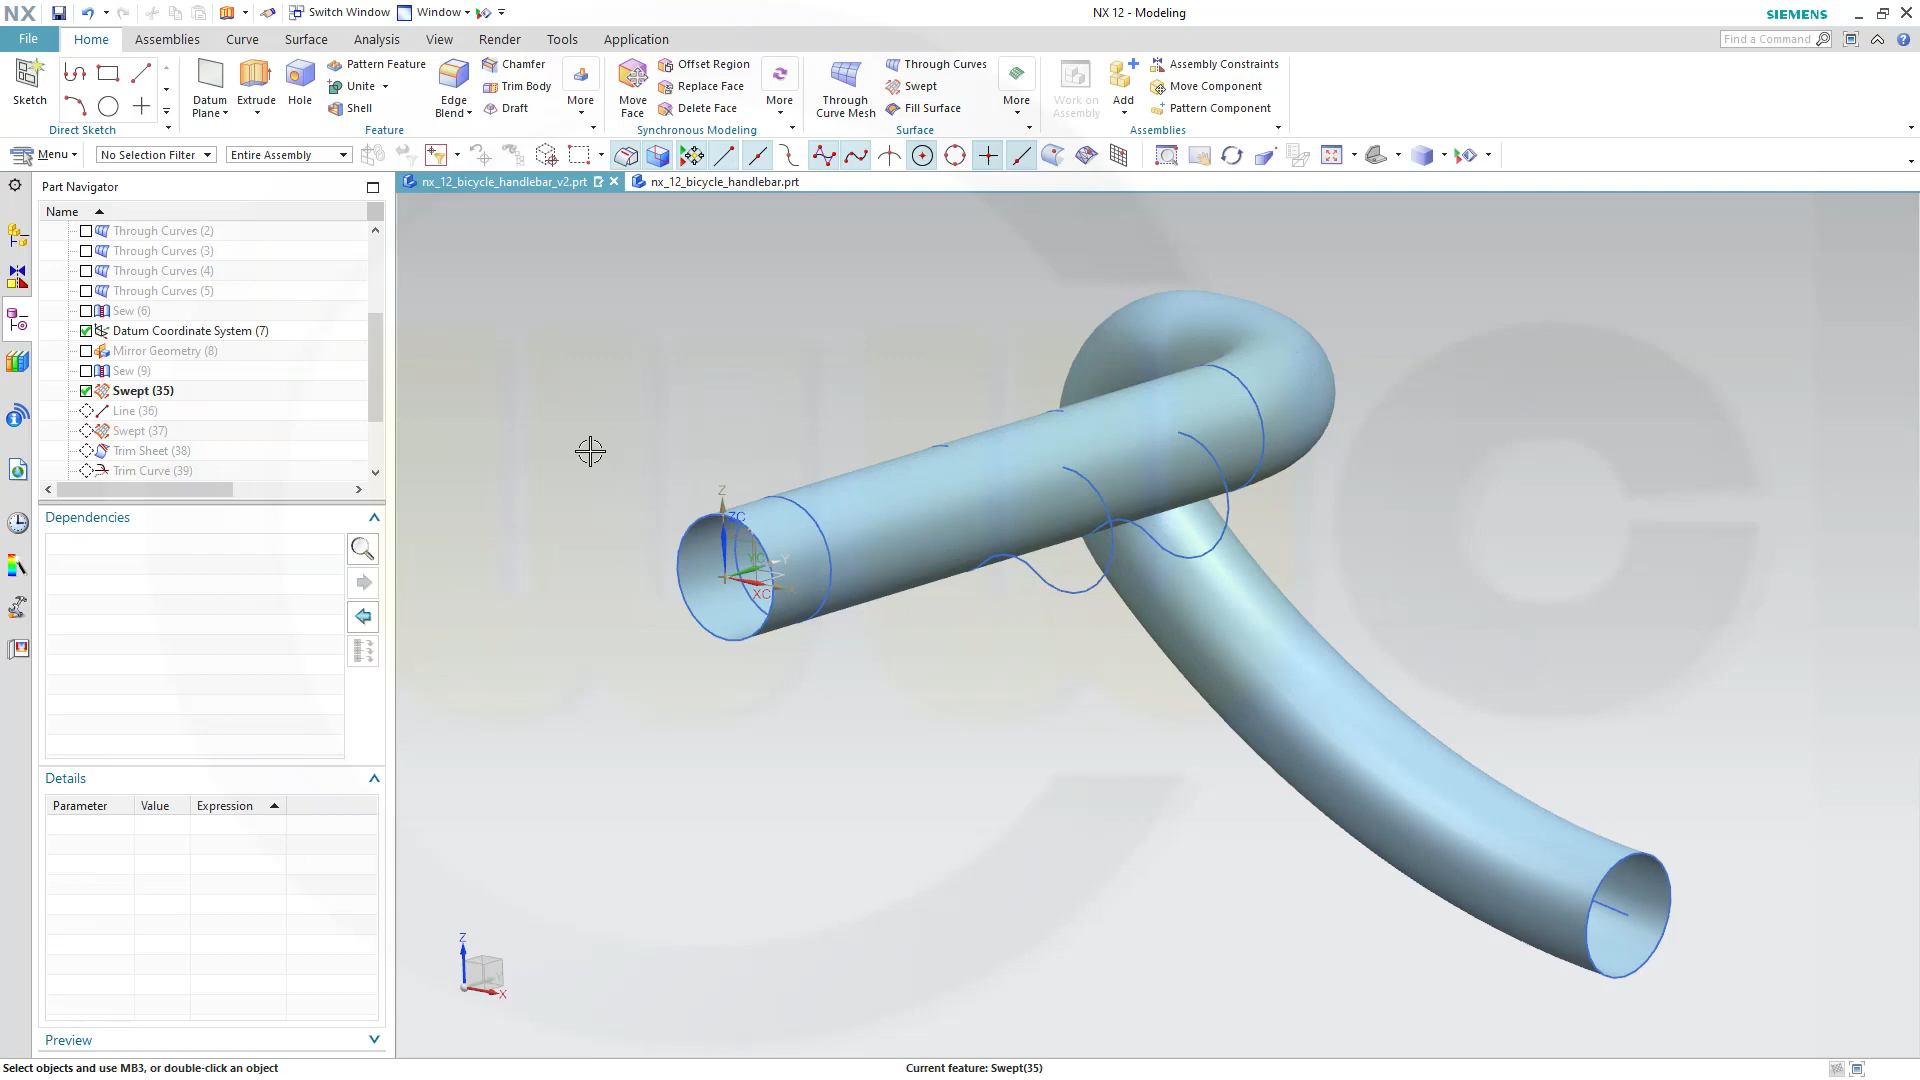 NX
Switch Window
Window
NX 12 - Modeling
SIEMENS
File
Home
Assemblies
Curve
Surface
Analysis
View
Render
Tools
Application
Find a Command
Sketch
Direct Sketch
Datum
Plane
Extrude
Hole
Pattern Feature
Unite
Shell
Edge
Blend
Chamfer
Trim Body
Draft
More
Feature
Move
Face
Offset Region
Replace Face
Delete Face
More
Synchronous Modeling
Through
Curve Mesh
Through Curves
Swept
Fill Surface
More
Surface
Work on
Assembly
Add
Assembly Constraints
Move Component
Pattern Component
Assemblies
Menu
No Selection Filter
Entire Assembly
Part Navigator
nx_12_bicycle_handlebar_v2.prt
nx_12_bicycle_handlebar.prt
Name
Through Curves (2)
Through Curves (3)
Through Curves (4)
Through Curves (5)
Sew (6)
Datum Coordinate System (7)
Mirror Geometry (8)
Sew (9)
Swept (35)
Line (36)
Swept (37)
Trim Sheet (38)
Trim Curve (39)
Dependencies
Details
Parameter
Value
Expression
Preview
Z
ZC
YC
Y
XC
Z
X
Select objects and use MB3, or double-click an object
Current feature: Swept(35)